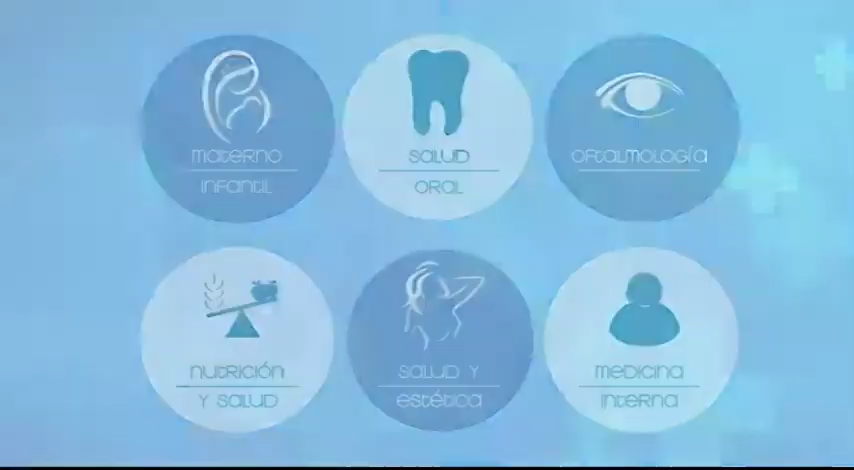 materno
infantil
salud
oral
oftalmología
nutrición
y salud
salud y
estética
medicina
interna